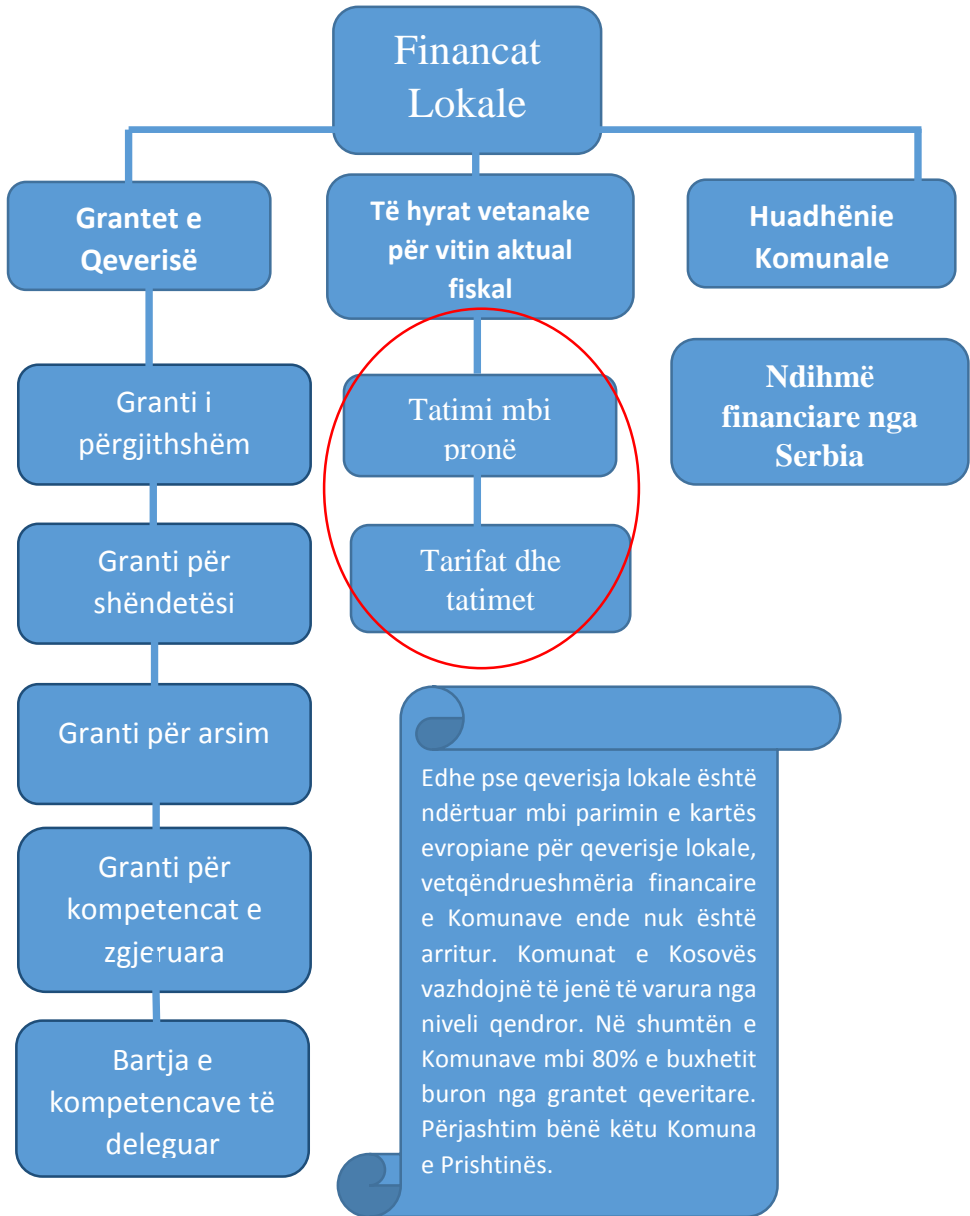 Financat
Lokale
Grantet e
Qeverisë
Të hyrat vetanake
për vitin aktual
fiskal
Huadhënie
Komunale
Granti i
përgjithshëm
Tatimi mbi
pronë
Ndihmë
financiare nga
Serbia
Granti për
shëndetësi
Tarifat dhe
tatimet
Granti për arsim
Granti për
kompetencat e
zgjeruara
Bartja e
kompetencave të
deleguar
Edhe pse qeverisja lokale është
ndërtuar mbi parimin e kartës
evropiane për qeverisje lokale,
vetqëndrueshmëria financaire
e Komunave ende nuk është
arritur. Komunat e Kosovës
vazhdojnë të jenë të varura nga
niveli qendror. Në shumtën e
Komunave mbi 80% e buxhetit
buron nga grantet qeveritare.
Përjashtim bënë këtu Komuna
e Prishtinës.